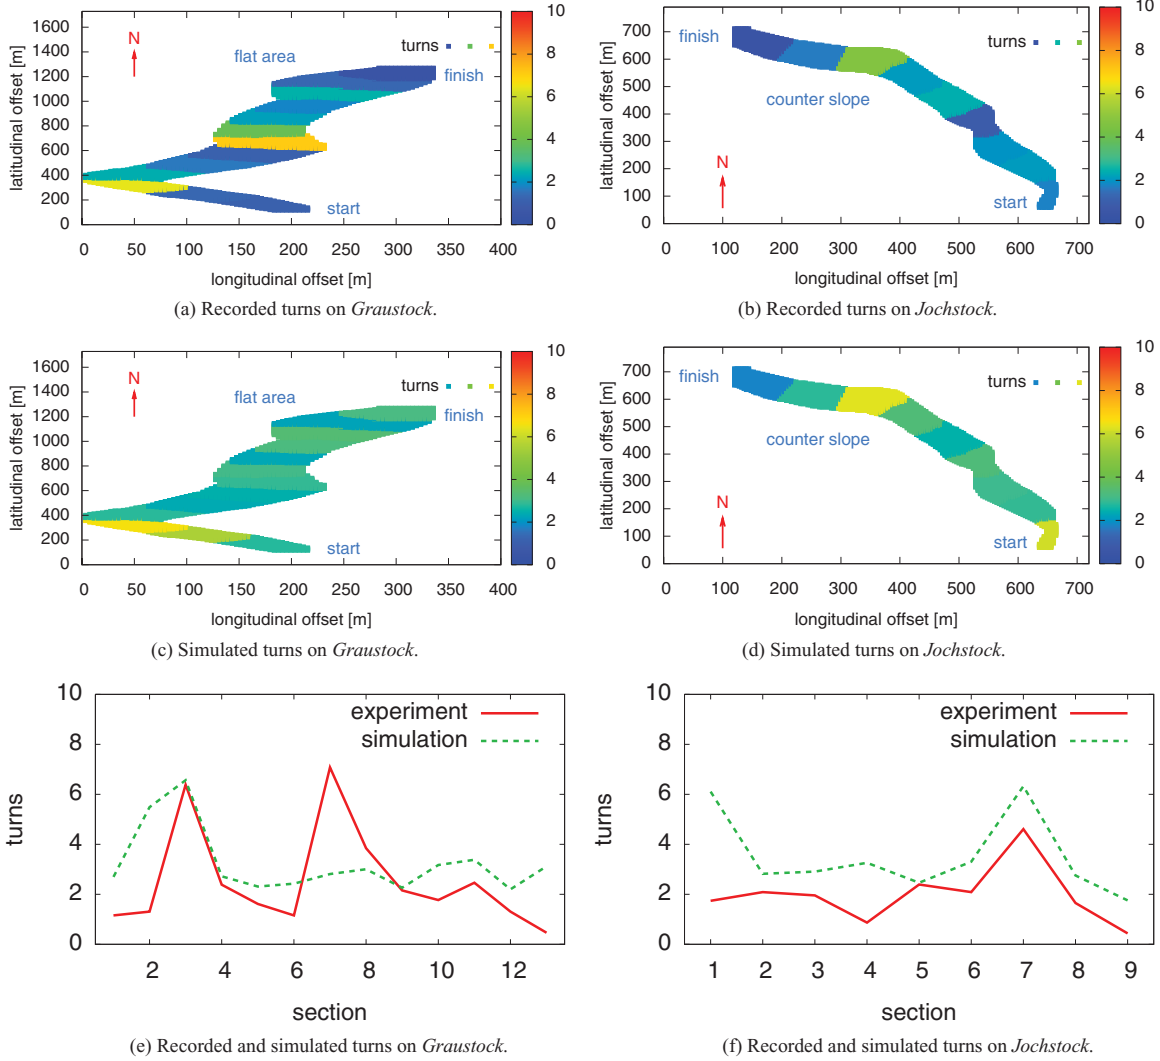 1600
1400
1200
1000
800
600
400
200
0
latitudinal offset [m]
N
flat area
turns
finish
start
0 50 100 150 200 250 300 350 400
longitudinal offset [m]
10
8
6
4
2
0
(a) Recorded turns on Graustock.
700
600
500
400
300
200
100
0
latitudinal offset [m]
finish
turns
counter slope
N
start
0 100 200 300 400 500 600 700
longitudinal offset [m]
10
8
6
4
2
0
(b) Recorded turns on Jochstock.
1600
1400
1200
1000
800
600
400
200
0
latitudinal offset [m]
N
flat area
turns
finish
start
0 50 100 150 200 250 300 350 400
longitudinal offset [m]
10
8
6
4
2
0
(c) Simulated turns on Graustock.
700
600
500
400
300
200
100
0
latitudinal offset [m]
finish
turns
counter slope
N
start
0 100 200 300 400 500 600 700
longitudinal offset [m]
10
8
6
4
2
0
(d) Simulated turns on Jochstock.
10
8
6
4
2
0
turns
experiment
simulation
2 4 6 8 10 12
section
(e) Recorded and simulated turns on Graustock.
10
8
6
4
2
0
turns
experiment
simulation
1 2 3 4 5 6 7 8 9
section
(f) Recorded and simulated turns on Jochstock.